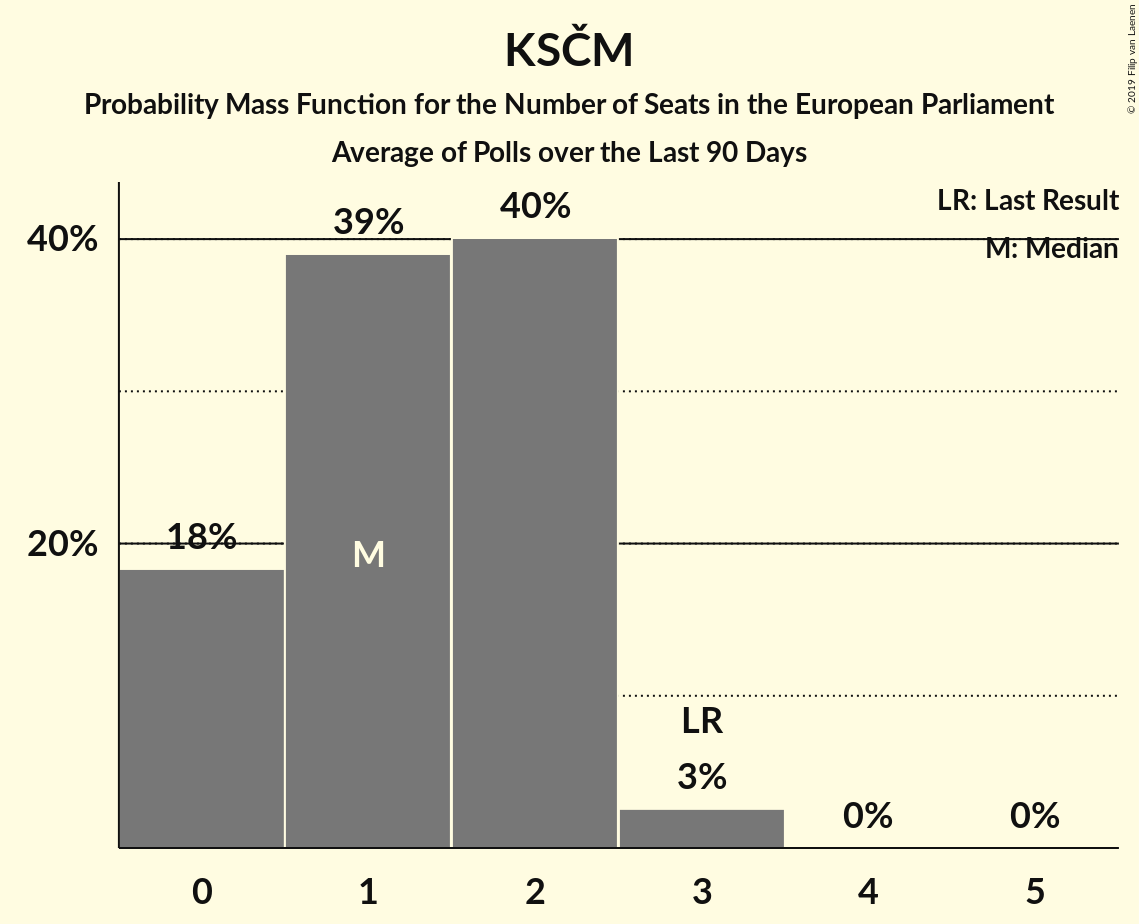 KSČM
Probability Mass Function for the Number of Seats in the European Parliament
Average of Polls over the Last 90 Days
© 2019 Filip van Laenen
LR: Last Result
M: Median
40%
20%
18%
39%
40%
M
LR
3%
0%
0%
0 1 2 3 4 5